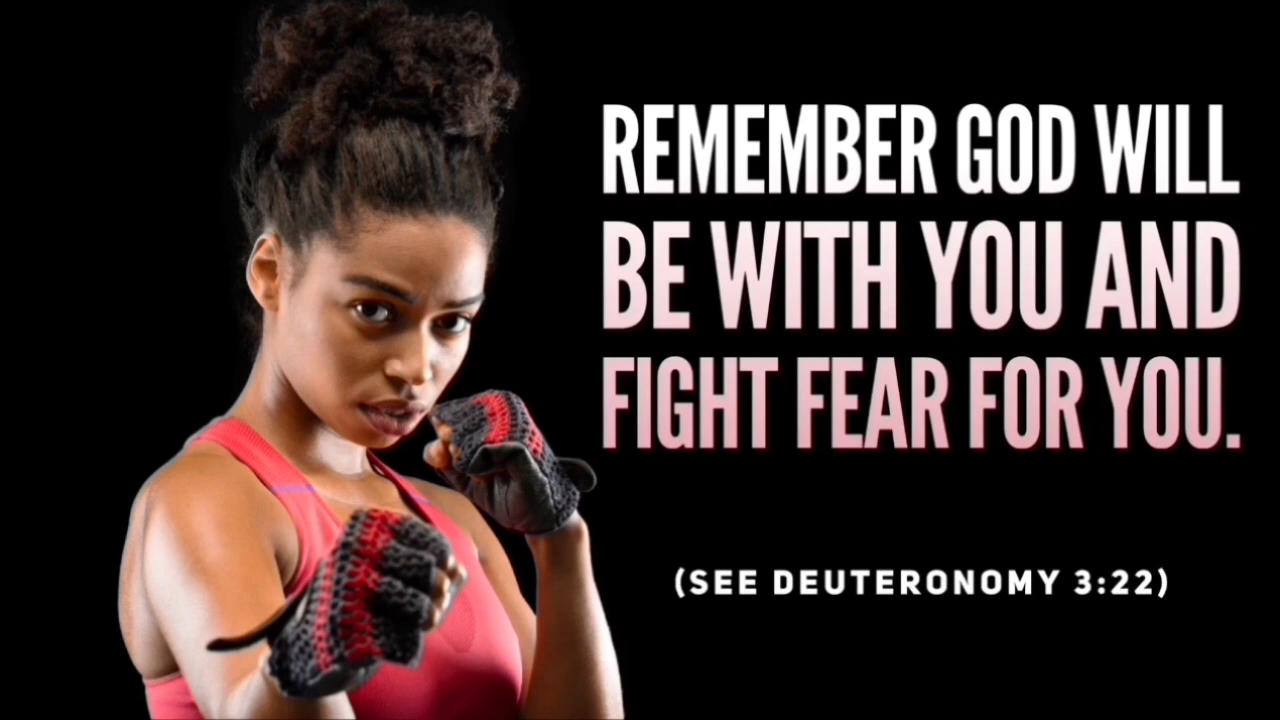 REMEMBER GOD WILL
BE WITH YOU AND
FIGHT FEAR FOR YOU.
(SEE DEUTERONOMY 3:22)